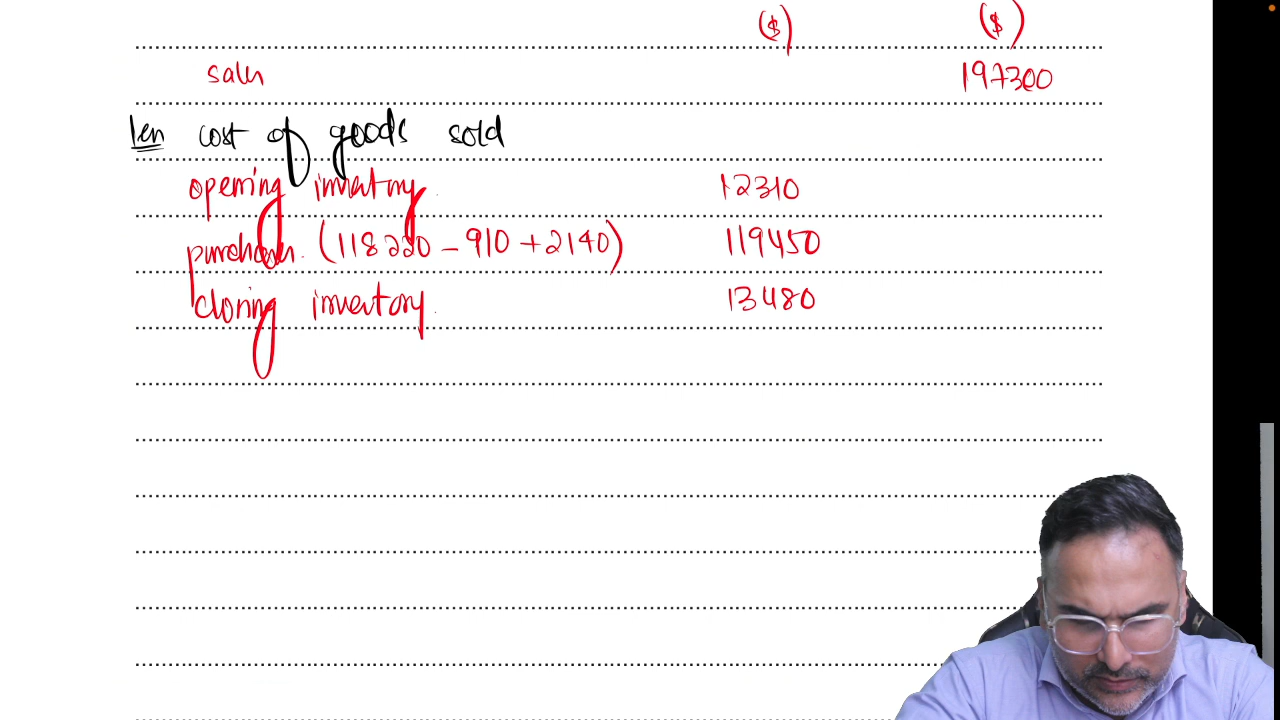 ($) ($)
sales 197300
Less cost of goods sold
opening inventory 12310
purchases (118220 - 910 + 2140) 119450
closing inventory 13480